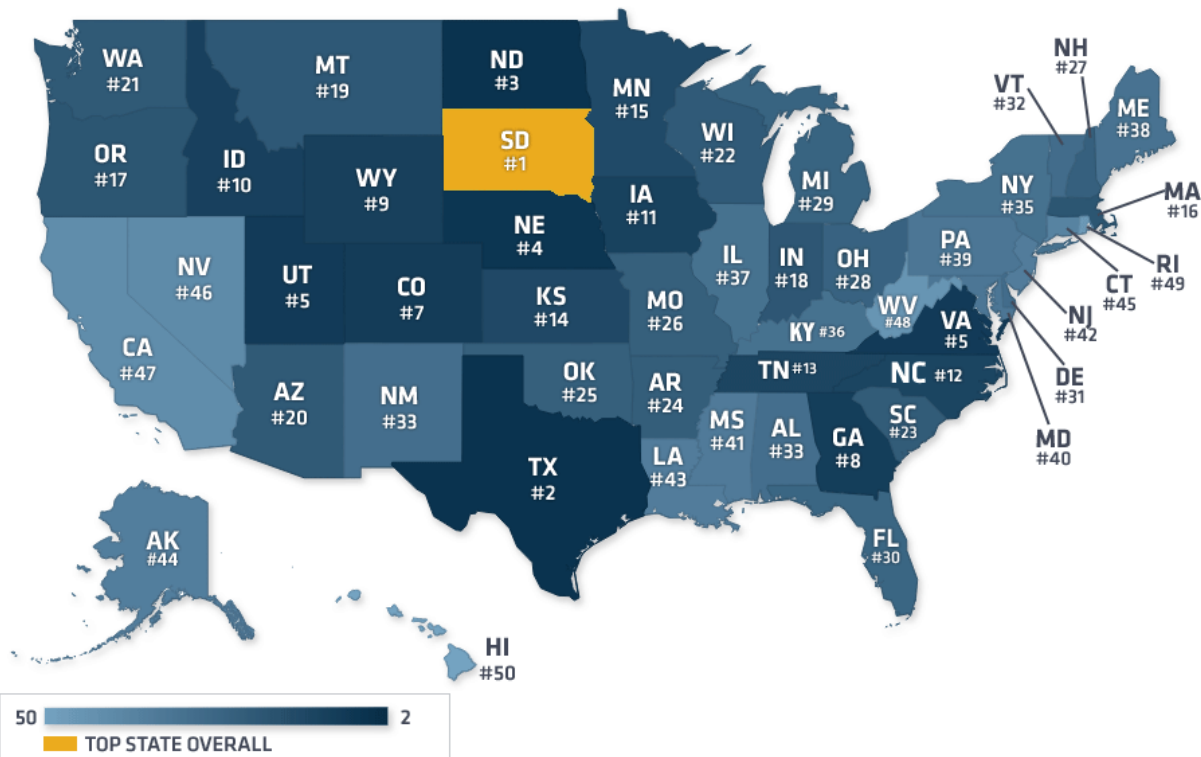 WA
#21
MT
#19
ND
#3
MN
#15
NH
#27
VT
#32
ME
#38
OR
#17
ID
#10
WY
#9
SD
#1
WI
#22
MI
#29
NY
#35
MA
#16
IA
#11
NE
#4
NV
#46
UT
#5
CO
#7
KS
#14
MO
#26
IL
#37
IN
#18
OH
#28
PA
#39
RI
#49
CT
#45
NJ
#42
WV
#48
VA
#5
KY #36
CA
#47
AZ
#20
NM
#33
OK
#25
AR
#24
TN #13
NC #12
DE
#31
SC
#23
MD
#40
MS
#41
AL
#33
GA
#8
TX
#2
LA
#43
FL
#30
AK
#44
HI
#50
50 2
TOP STATE OVERALL